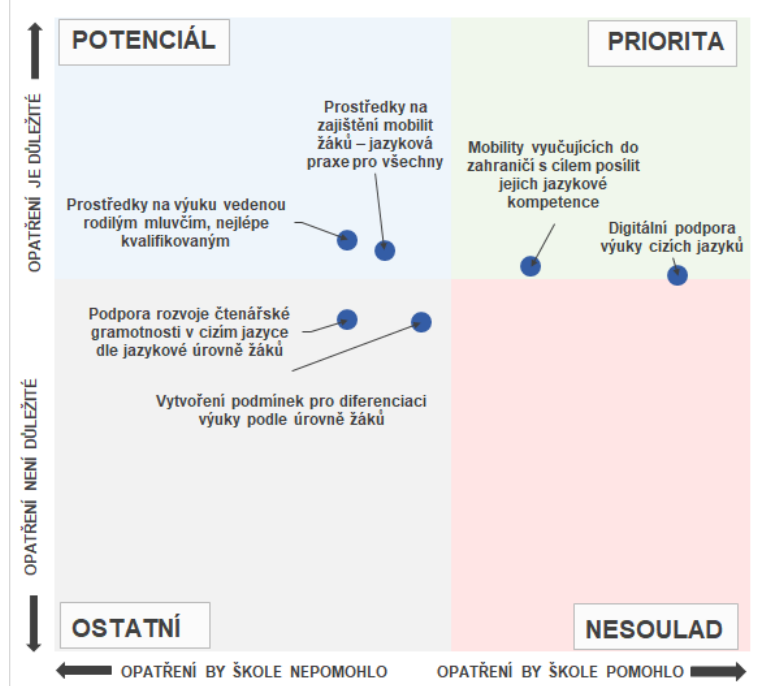 POTENCIÁL
PRIORITA
Prostředky na
zajištění mobilit
žáků – jazyková
praxe pro všechny
Mobility vyučujících do
zahraničí s cílem posílit
jejich jazykové
kompetence
Prostředky na výuku vedenou
rodilým mluvčím, nejlépe
kvalifikovaným
Digitální podpora
výuky cizích jazyků
Podpora rozvoje čtenářské
gramotnosti v cizím jazyce
dle jazykové úrovně žáků
Vytvoření podmínek pro diferenciaci
výuky podle úrovně žáků
OSTATNÍ
NESOULAD
OPATŘENÍ JE DŮLEŽITÉ
OPATŘENÍ NENÍ DŮLEŽITÉ
OPATŘENÍ BY ŠKOLE NEPOMOHLO
OPATŘENÍ BY ŠKOLE POMOHLO